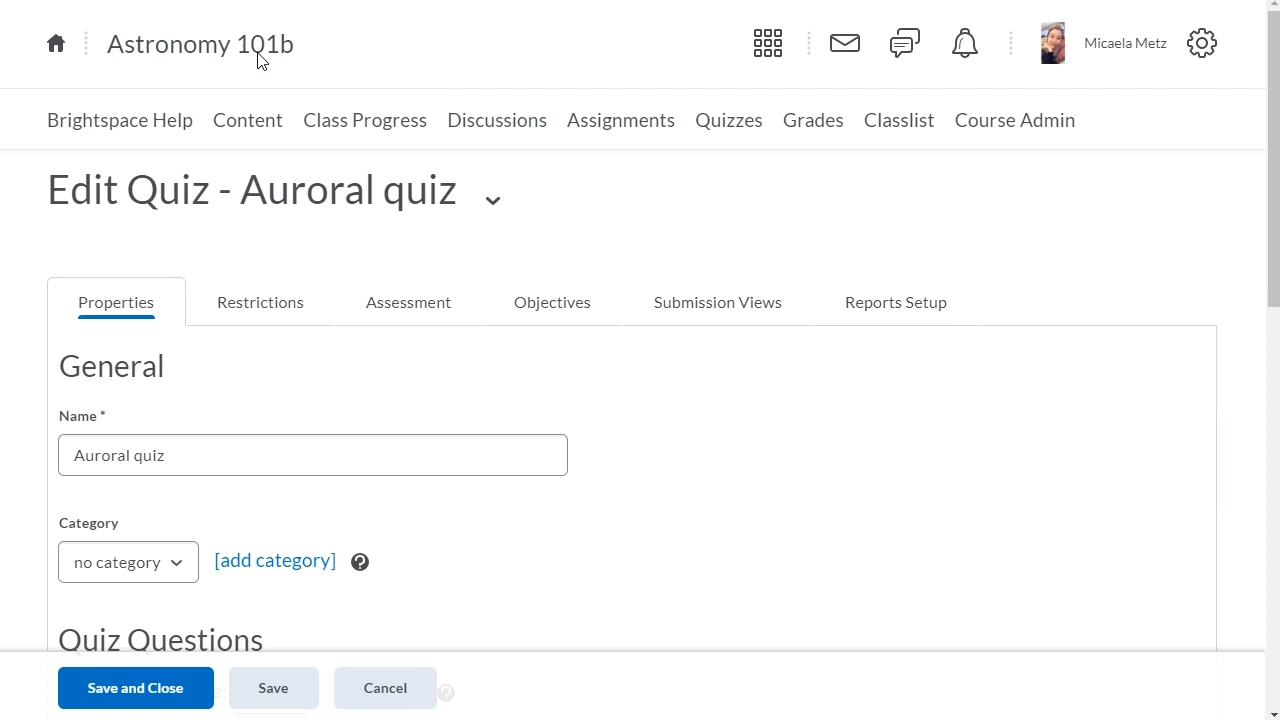 Astronomy 101b
Micaela Metz
Brightspace Help Content Class Progress Discussions Assignments Quizzes Grades Classlist Course Admin
Edit Quiz - Auroral quiz
Properties Restrictions Assessment Objectives Submission Views Reports Setup
General
Name *
Auroral quiz
Category
no category [add category] ?
Quiz Questions
Save and Close Save Cancel ?